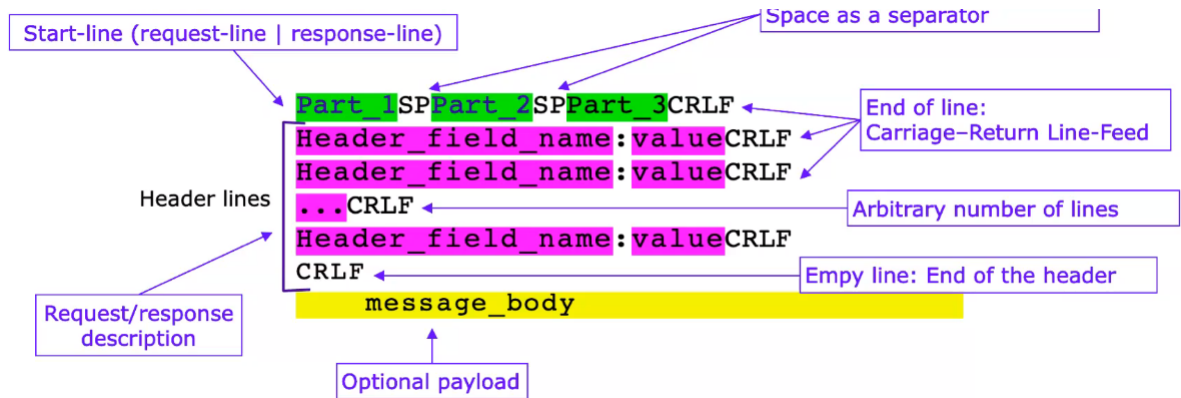 Space as a separator
Start-line (request-line | response-line)
Part_1SPPart_2SPPart_3CRLF
End of line:
Carriage–Return Line-Feed
Header_field_name:valueCRLF
Header_field_name:valueCRLF
Header lines
...CRLF
Arbitrary number of lines
Header_field_name:valueCRLF
CRLF
Empy line: End of the header
message_body
Request/response
description
Optional payload